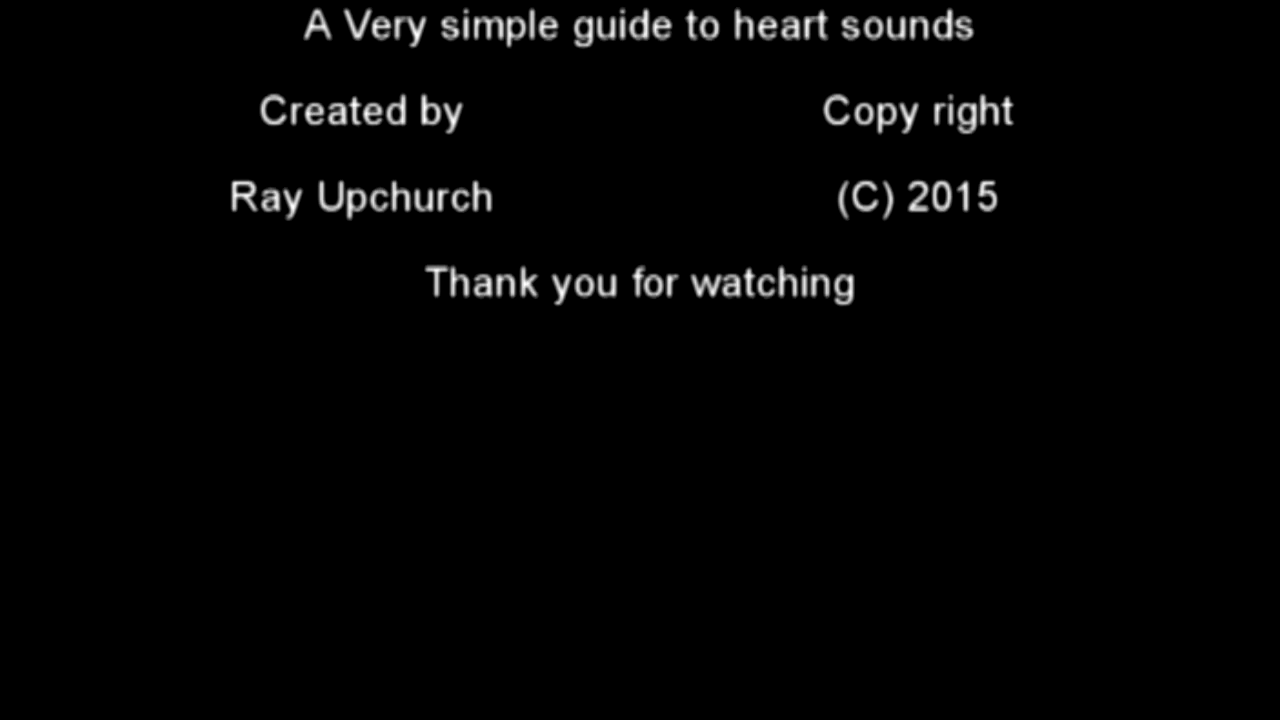 A Very simple guide to heart sounds
Created by Copy right
Ray Upchurch (C) 2015
Thank you for watching